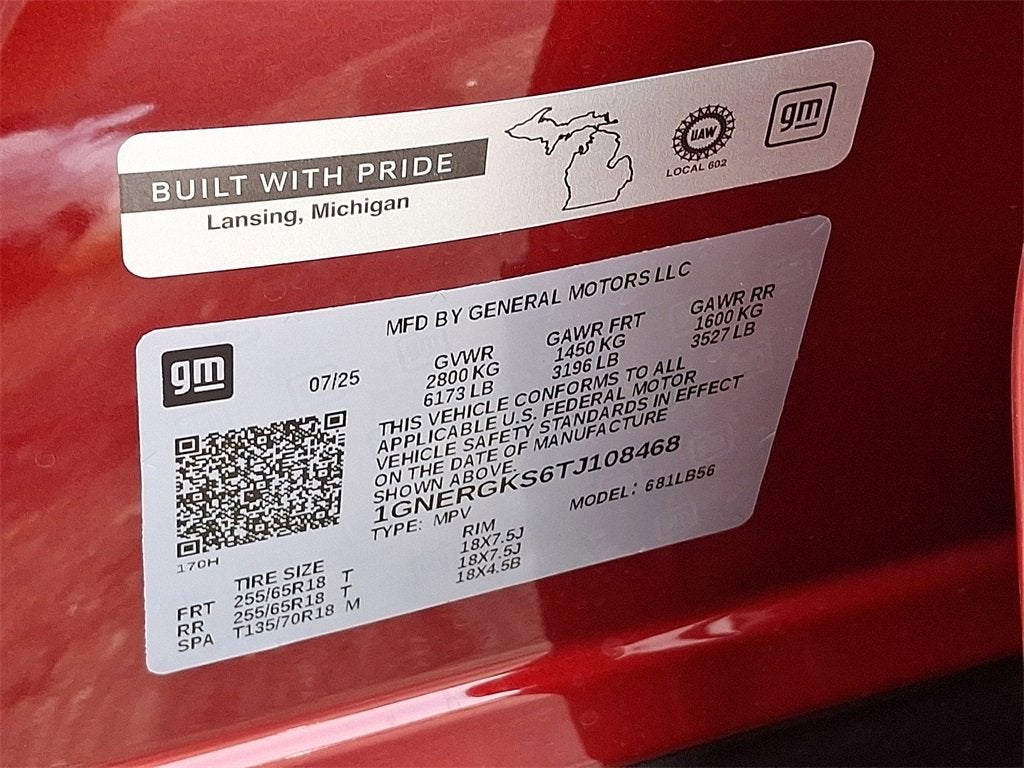 BUILT WITH PRIDE
Lansing, Michigan
UAW
LOCAL 602
gm
MFD BY GENERAL MOTORS LLC
gm
07/25
GVWR
2800 KG
6173 LB
GAWR FRT
1450 KG
3196 LB
GAWR RR
1600 KG
3527 LB
THIS VEHICLE CONFORMS TO ALL
APPLICABLE U.S. FEDERAL MOTOR
VEHICLE SAFETY STANDARDS IN EFFECT
ON THE DATE OF MANUFACTURE
SHOWN ABOVE.
1GNERGKS6TJ108468
TYPE: MPV
MODEL: 681LB56
170H
TIRE SIZE
RIM
FRT 255/65R18 T 18X7.5J
RR 255/65R18 T 18X7.5J
SPA T135/70R18 M 18X4.5B